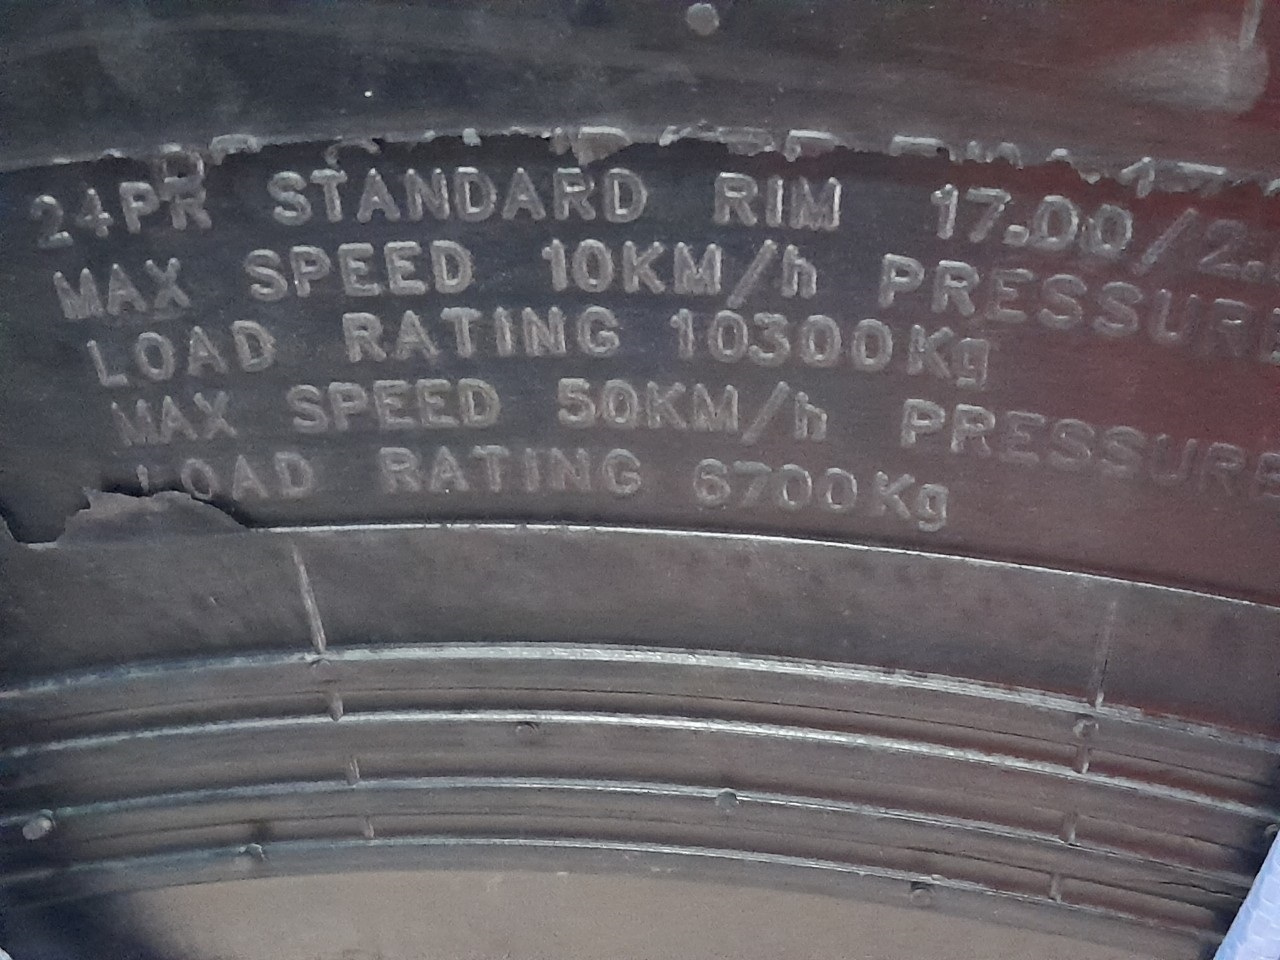 24PR STANDARD RIM 17.00/2.
MAX SPEED 10KM/h PRESSURE
LOAD RATING 10300Kg
MAX SPEED 50KM/h PRESSURE
LOAD RATING 6700Kg